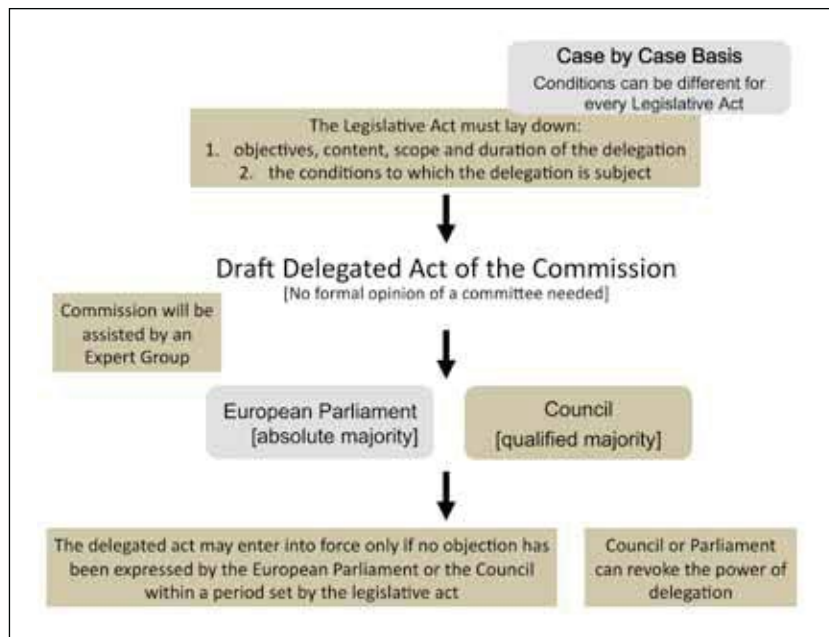 Case by Case Basis
Conditions can be different for
every Legislative Act
The Legislative Act must lay down:
1. objectives, content, scope and duration of the delegation
2. the conditions to which the delegation is subject
Draft Delegated Act of the Commission
[No formal opinion of a committee needed]
Commission will be
assisted by an
Expert Group
European Parliament
[absolute majority]
Council
[qualified majority]
The delegated act may enter into force only if no objection has
been expressed by the European Parliament or the Council
within a period set by the legislative act
Council or Parliament
can revoke the power of
delegation